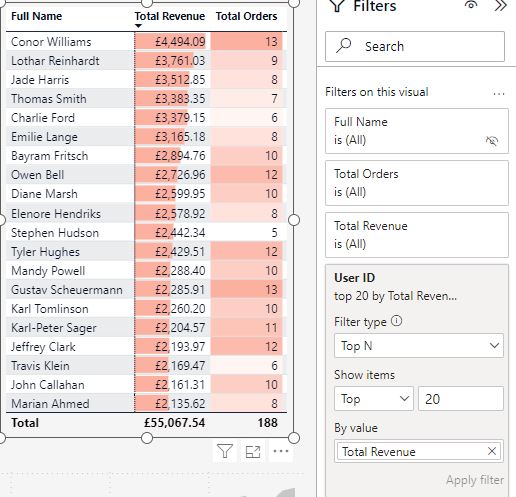 Full Name Total Revenue Total Orders
Conor Williams £4,494.09 13
Lothar Reinhardt £3,761.03 9
Jade Harris £3,512.85 8
Thomas Smith £3,383.35 7
Charlie Ford £3,379.15 6
Emilie Lange £3,165.18 8
Bayram Fritsch £2,894.76 10
Owen Bell £2,726.96 12
Diane Marsh £2,599.95 10
Elenore Hendriks £2,578.92 8
Stephen Hudson £2,442.34 5
Tyler Hughes £2,429.51 12
Mandy Powell £2,288.40 10
Gustav Scheuermann £2,285.91 13
Karl Tomlinson £2,260.20 10
Karl-Peter Sager £2,204.57 11
Jeffrey Clark £2,193.97 12
Travis Klein £2,169.47 6
John Callahan £2,161.31 10
Marian Ahmed £2,135.62 8
Total £55,067.54 188
Filters
Search
Filters on this visual ...
Full Name
is (All)
Total Orders
is (All)
Total Revenue
is (All)
User ID
top 20 by Total Reven...
Filter type
Top N
Show items
Top 20
By value
Total Revenue
Apply filter